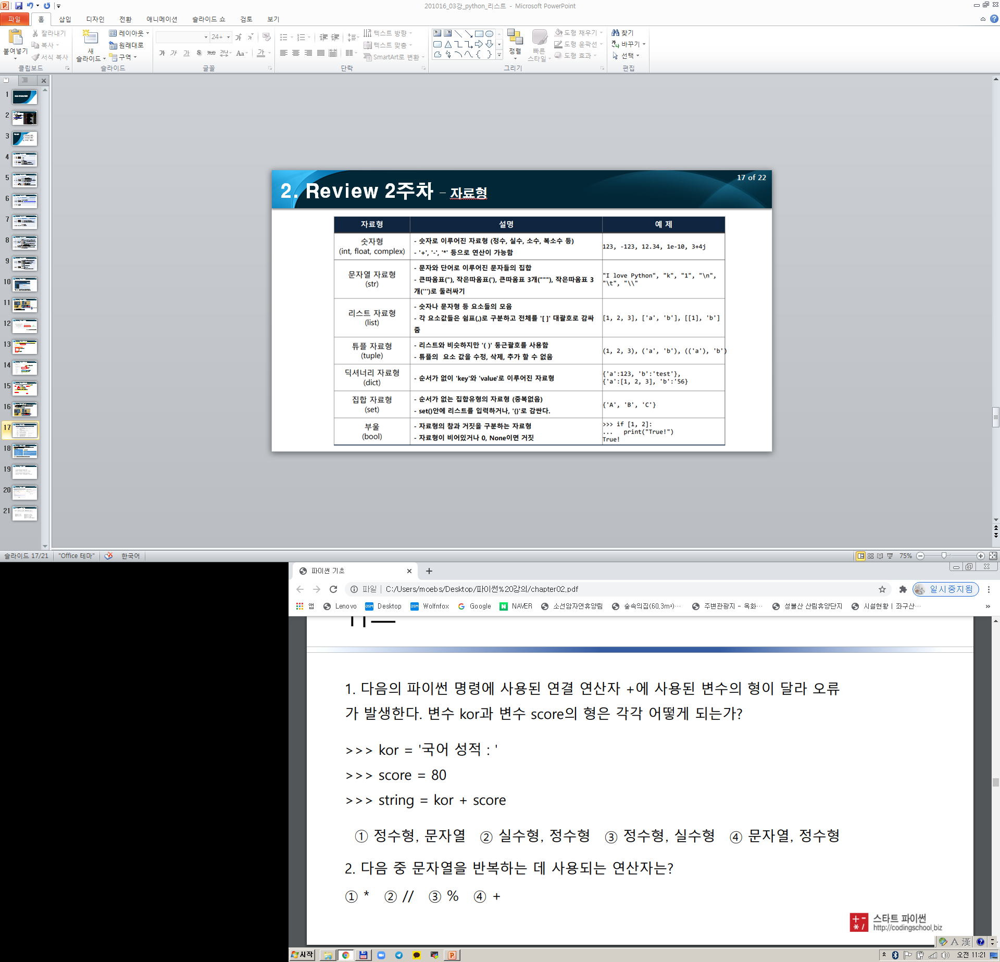 201016_03강_python_리스트 - Microsoft PowerPoint
파일 홈 삽입 디자인 전환 애니메이션 슬라이드 쇼 검토 보기
붙여넣기
잘라내기
복사
서식 복사
클립보드
새 슬라이드
레이아웃
원래대로
구역
슬라이드
24+
가 가 가 S 가나 Aa 가
글꼴
텍스트 방향
텍스트 맞춤
SmartArt로 변환
단락
정렬
빠른 스타일
도형 채우기
도형 윤곽선
도형 효과
그리기
찾기
바꾸기
선택
편집
1
2
3
4
5
6
7
8
9
10
11
12
13
14
15
16
17
18
19
20
21
17 of 22
2. Review 2주차 – 자료형
자료형 설명 예 제
숫자형
(int, float, complex)
- 숫자로 이루어진 자료형 (정수, 실수, 소수, 복소수 등)
- '+', '-', '*' 등으로 연산이 가능함
123, -123, 12.34, 1e-10, 3+4j
문자열 자료형
(str)
- 문자와 단어로 이루어진 문자들의 집합
- 큰따옴표("), 작은따옴표('), 큰따옴표 3개("""), 작은따옴표 3
개(''')로 둘러싸기
"I love Python", "k", "1", "\n",
"\t", "\\"
리스트 자료형
(list)
- 숫자나 문자형 등 요소들의 모음
- 각 요소값들은 쉼표(,)로 구분하고 전체를 '[ ]' 대괄호로 감싸
줌
[1, 2, 3], ['a', 'b'], [[1], 'b']
튜플 자료형
(tuple)
- 리스트와 비슷하지만 '( )' 둥근괄호를 사용함
- 튜플의 요소 값을 수정, 삭제, 추가 할 수 없음
(1, 2, 3), ('a', 'b'), (('a'), 'b')
딕셔너리 자료형
(dict)
- 순서가 없이 'key'와 'value'로 이루어진 자료형
{'a':123, 'b':'test'},
{'a':[1, 2, 3], 'b':'56}
집합 자료형
(set)
- 순서가 없는 집합유형의 자료형 (중복없음)
- set()안에 리스트를 입력하거나, '{}'로 감싼다.
{'A', 'B', 'C'}
부울
(bool)
- 자료형의 참과 거짓을 구분하는 자료형
- 자료형이 비어있거나 0, None이면 거짓
>>> if [1, 2]:
... print("True!")
True!
슬라이드 17/21 "Office 테마" 한국어 75%
파이썬 기초
파일 C:/Users/moebs/Desktop/파이썬%20강의/chapter02.pdf 일시중지됨
앱 Lenovo Desktop Wolfnfox Google NAVER 소선암자연휴양림 숲속의집(60.3m²)··· 주변관광지 - 옥화··· 성불산 산림휴양단지 시설현황 | 좌구산··· »
1. 다음의 파이썬 명령에 사용된 연결 연산자 +에 사용된 변수의 형이 달라 오류
가 발생한다. 변수 kor과 변수 score의 형은 각각 어떻게 되는가?
>>> kor = '국어 성적 : '
>>> score = 80
>>> string = kor + score
① 정수형, 문자열 ② 실수형, 정수형 ③ 정수형, 실수형 ④ 문자열, 정수형
2. 다음 중 문자열을 반복하는 데 사용되는 연산자는?
① * ② // ③ % ④ +
스타트 파이썬
http://codingschool.biz
A 漢
시작
오전 11:21